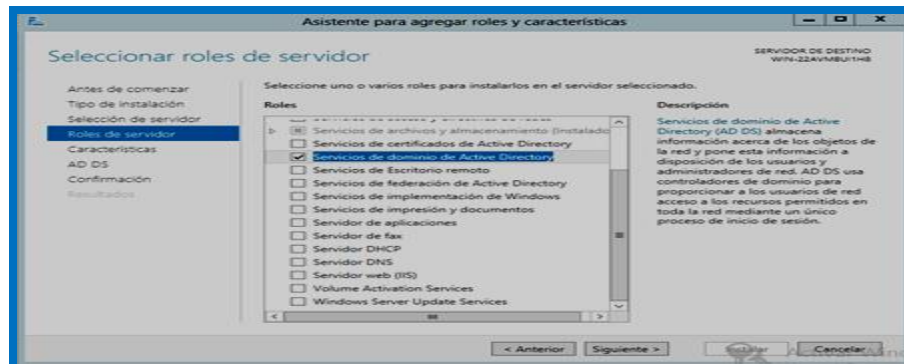 Asistente para agregar roles y características
Seleccionar roles de servidor
SERVIDOR DE DESTINO
WIN-22AVM8UI1H8
Antes de comenzar
Tipo de instalación
Selección de servidor
Roles de servidor
Características
AD DS
Confirmación
Resultados
Seleccione uno o varios roles para instalarlos en el servidor seleccionado.
Roles
Servicios de archivos y almacenamiento (Instalado
Servicios de certificados de Active Directory
Servicios de dominio de Active Directory
Servicios de Escritorio remoto
Servicios de federación de Active Directory
Servicios de implementación de Windows
Servicios de impresión y documentos
Servidor de aplicaciones
Servidor de fax
Servidor DHCP
Servidor DNS
Servidor web (IIS)
Volume Activation Services
Windows Server Update Services
Descripción
Servicios de dominio de Active
Directory (AD DS) almacena
información acerca de los objetos de
la red y pone esta información a
disposición de los usuarios y
administradores de red. AD DS usa
controladores de dominio para
proporcionar a los usuarios de red
acceso a los recursos permitidos en
toda la red mediante un único
proceso de inicio de sesión.
< Anterior
Siguiente >
Instalar
Cancelar